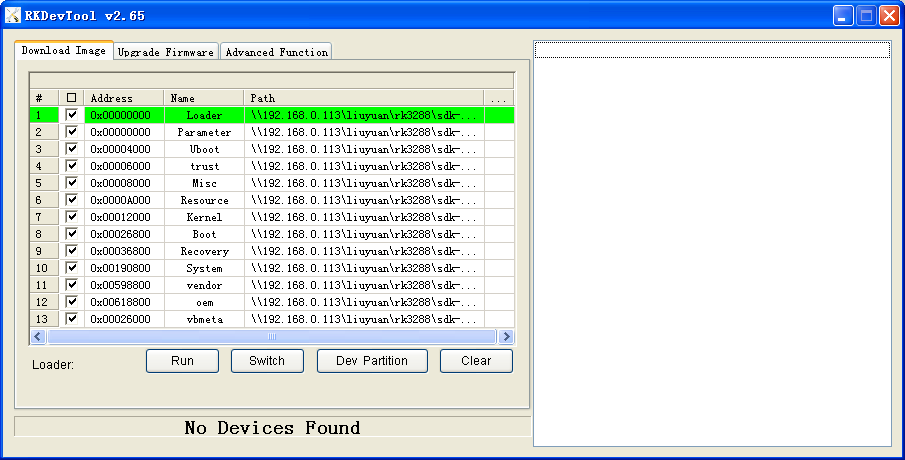 RKDevTool v2.65
Download Image Upgrade Firmware Advanced Function
# Address Name Path ...
1 0x00000000 Loader \\192.168.0.113\liuyuan\rk3288\sdk-...
2 0x00000000 Parameter \\192.168.0.113\liuyuan\rk3288\sdk-...
3 0x00004000 Uboot \\192.168.0.113\liuyuan\rk3288\sdk-...
4 0x00006000 trust \\192.168.0.113\liuyuan\rk3288\sdk-...
5 0x00008000 Misc \\192.168.0.113\liuyuan\rk3288\sdk-...
6 0x0000A000 Resource \\192.168.0.113\liuyuan\rk3288\sdk-...
7 0x00012000 Kernel \\192.168.0.113\liuyuan\rk3288\sdk-...
8 0x00026800 Boot \\192.168.0.113\liuyuan\rk3288\sdk-...
9 0x00036800 Recovery \\192.168.0.113\liuyuan\rk3288\sdk-...
10 0x00190800 System \\192.168.0.113\liuyuan\rk3288\sdk-...
11 0x00598800 vendor \\192.168.0.113\liuyuan\rk3288\sdk-...
12 0x00618800 oem \\192.168.0.113\liuyuan\rk3288\sdk-...
13 0x00026000 vbmeta \\192.168.0.113\liuyuan\rk3288\sdk-...
Loader: Run Switch Dev Partition Clear
No Devices Found